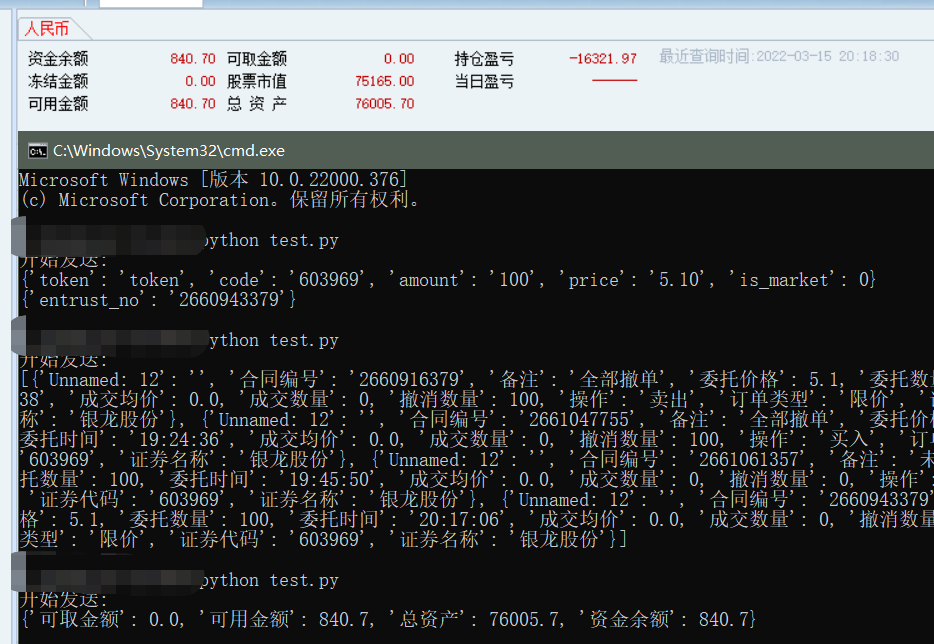 人民币
资金余额 840.70 可取金额 0.00 持仓盈亏 -16321.97 最近查询时间:2022-03-15 20:18:30
冻结金额 0.00 股票市值 75165.00 当日盈亏
可用金额 840.70 总 资 产 76005.70
C:\Windows\System32\cmd.exe
Microsoft Windows [版本 10.0.22000.376]
(c) Microsoft Corporation。保留所有权利。
python test.py
开始发送:
{'token': 'token', 'code': '603969', 'amount': '100', 'price': '5.10', 'is_market': 0}
{'entrust_no': '2660943379'}
ython test.py
开始发送:
[{'Unnamed: 12': '', '合同编号': '2660916379', '备注': '全部撤单', '委托价格': 5.1, '委托数
38', '成交均价': 0.0, '成交数量': 0, '撤消数量': 100, '操作': '卖出', '订单类型': '限价',
称': '银龙股份'}, {'Unnamed: 12': '', '合同编号': '2661047755', '备注': '全部撤单', '委托价
委托时间': '19:24:36', '成交均价': 0.0, '成交数量': 0, '撤消数量': 100, '操作': '买入', '订
'603969', '证券名称': '银龙股份'}, {'Unnamed: 12': '', '合同编号': '2661061357', '备注': '未
托数量': 100, '委托时间': '19:45:50', '成交均价': 0.0, '成交数量': 0, '撤消数量': 0, '操作':
'证券代码': '603969', '证券名称': '银龙股份'}, {'Unnamed: 12': '', '合同编号': '2660943379'
格': 5.1, '委托数量': 100, '委托时间': '20:17:06', '成交均价': 0.0, '成交数量': 0, '撤消数量
类型': '限价', '证券代码': '603969', '证券名称': '银龙股份'}]
python test.py
开始发送:
{'可取金额': 0.0, '可用金额': 840.7, '总资产': 76005.7, '资金余额': 840.7}